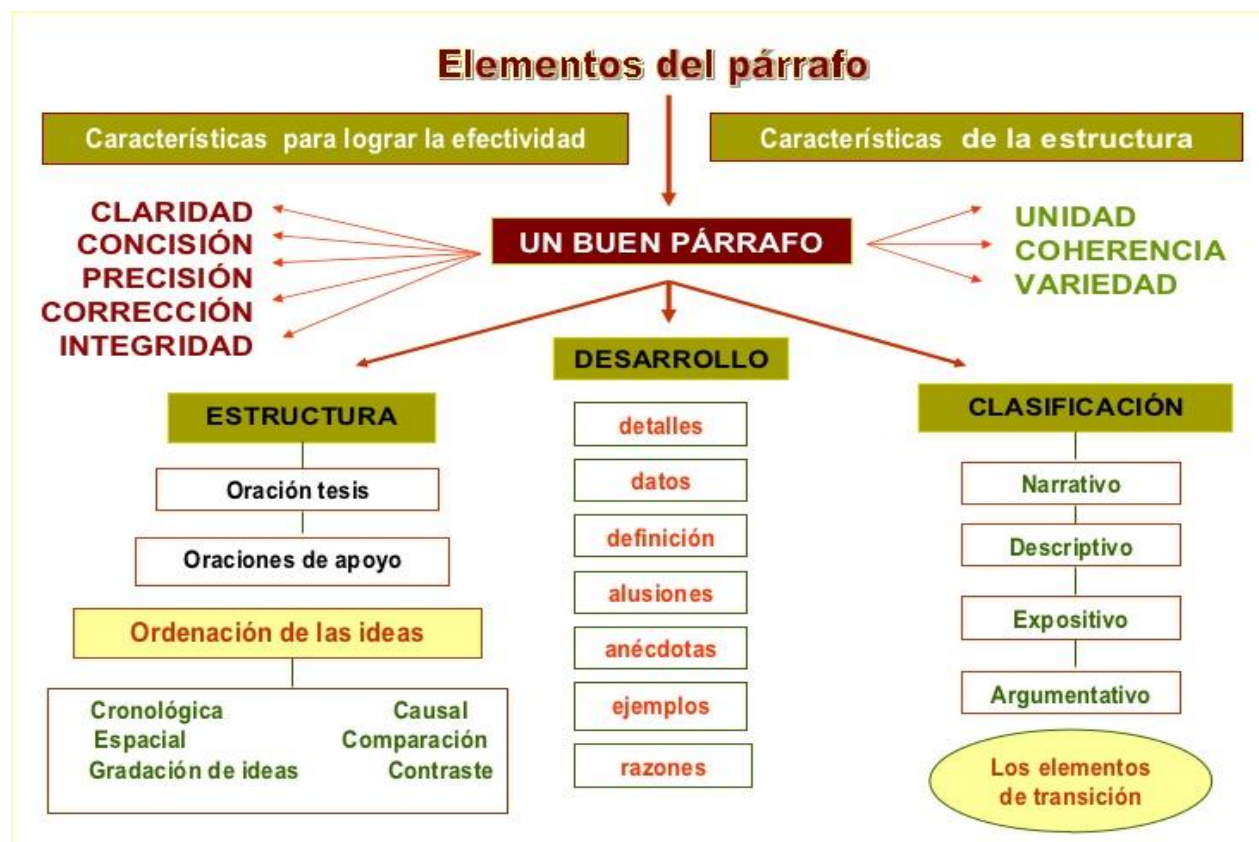 Elementos del párrafo
Características para lograr la efectividad
Características de la estructura
CLARIDAD
CONCISIÓN
PRECISIÓN
CORRECCIÓN
INTEGRIDAD
UN BUEN PÁRRAFO
UNIDAD
COHERENCIA
VARIEDAD
ESTRUCTURA
Oración tesis
Oraciones de apoyo
Ordenación de las ideas
Cronológica Causal
Espacial Comparación
Gradación de ideas Contraste
DESARROLLO
detalles
datos
definición
alusiones
anécdotas
ejemplos
razones
CLASIFICACIÓN
Narrativo
Descriptivo
Expositivo
Argumentativo
Los elementos
de transición